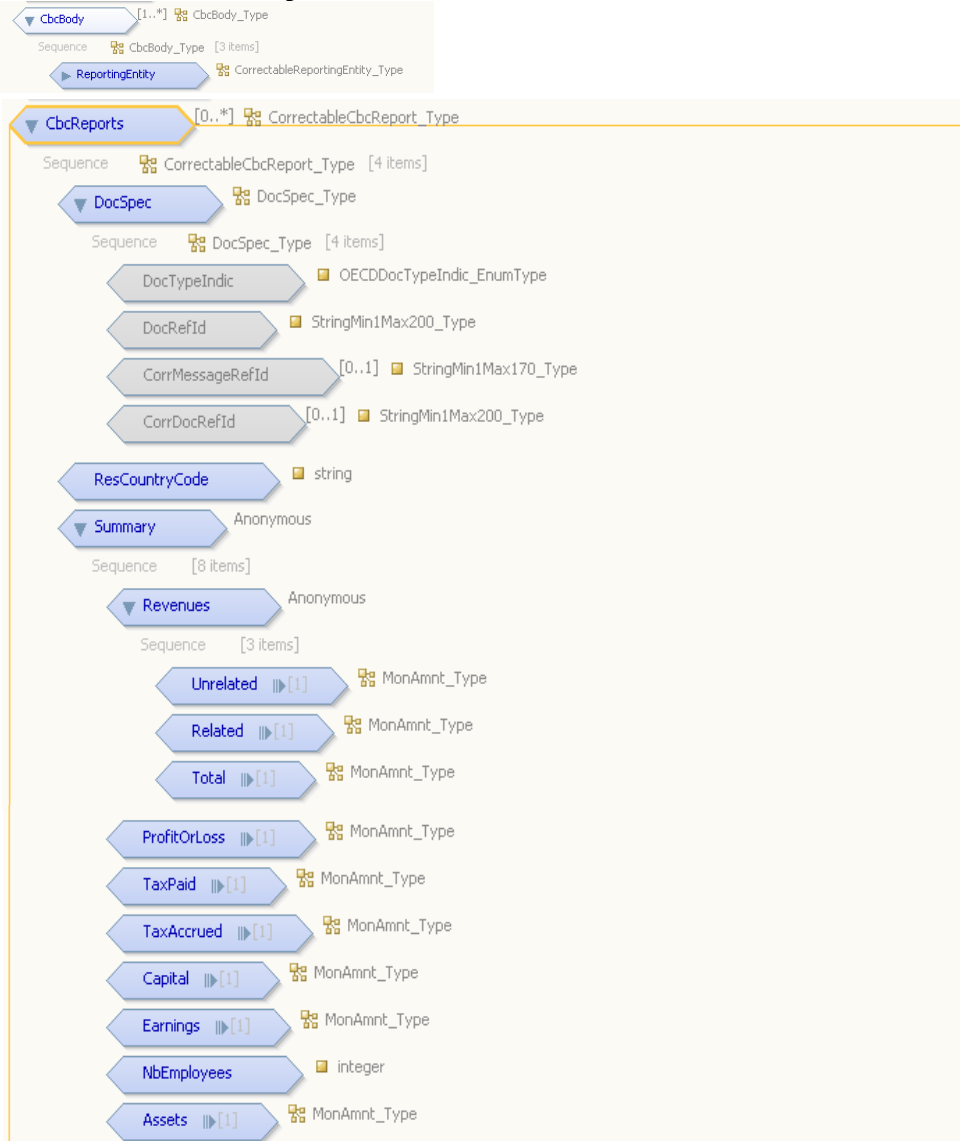 CbcBody [1..*] CbcBody_Type
Sequence CbcBody_Type [3 items]
ReportingEntity CorrectableReportingEntity_Type
CbcReports [0..*] CorrectableCbcReport_Type
Sequence CorrectableCbcReport_Type [4 items]
DocSpec DocSpec_Type
Sequence DocSpec_Type [4 items]
DocTypeIndic OECDDocTypeIndic_EnumType
DocRefId StringMin1Max200_Type
CorrMessageRefId [0..1] StringMin1Max170_Type
CorrDocRefId [0..1] StringMin1Max200_Type
ResCountryCode string
Summary Anonymous
Sequence [8 items]
Revenues Anonymous
Sequence [3 items]
Unrelated [1] MonAmnt_Type
Related [1] MonAmnt_Type
Total [1] MonAmnt_Type
ProfitOrLoss [1] MonAmnt_Type
TaxPaid [1] MonAmnt_Type
TaxAccrued [1] MonAmnt_Type
Capital [1] MonAmnt_Type
Earnings [1] MonAmnt_Type
NbEmployees integer
Assets [1] MonAmnt_Type